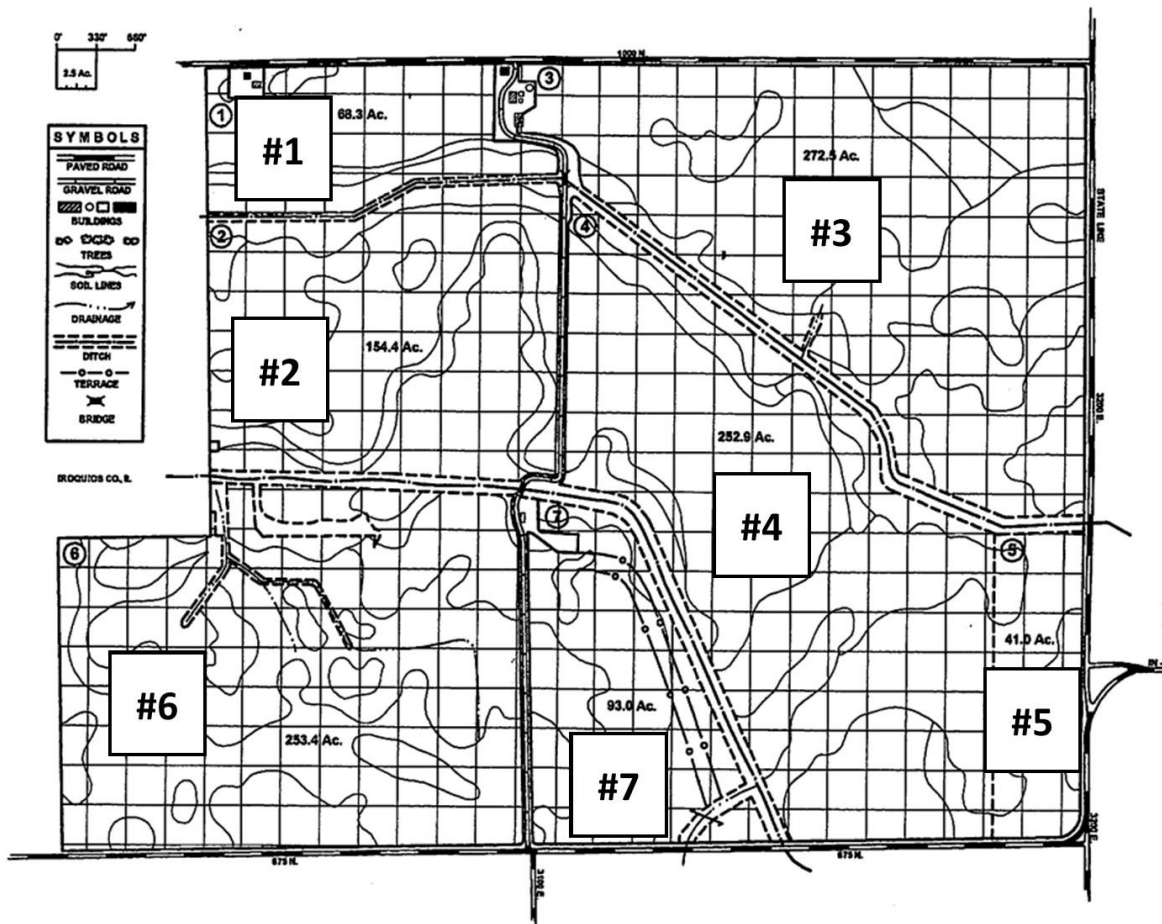 0' 330' 660'
2.5 Ac.
SYMBOLS
PAVED ROAD
GRAVEL ROAD
BUILDINGS
TREES
SOIL LINES
DRAINAGE
DITCH
TERRACE
BRIDGE
1000 N.
3
1
68.3 Ac.
#1
272.5 Ac.
STATE LINE
2
4
#3
154.4 Ac.
#2
3200 E.
252.9 Ac.
IROQUIOS CO., IL
7
#4
6
5
41.0 Ac.
IN.
#6
93.0 Ac.
#5
253.4 Ac.
#7
3200 E.
675 N.
675 N.
3100 E.